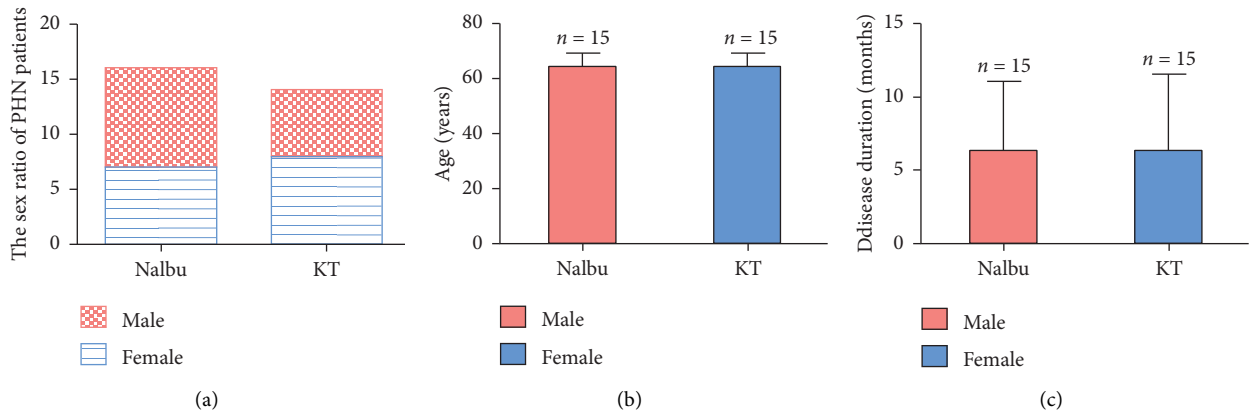 The sex ratio of PHN patients
20
15
10
5
0
Nalbu KT
Male
Female
(a)
Age (years)
80
60
40
20
0
n = 15 n = 15
Nalbu KT
Male
Female
(b)
Ddisease duration (months)
15
10
5
0
n = 15 n = 15
Nalbu KT
Male
Female
(c)